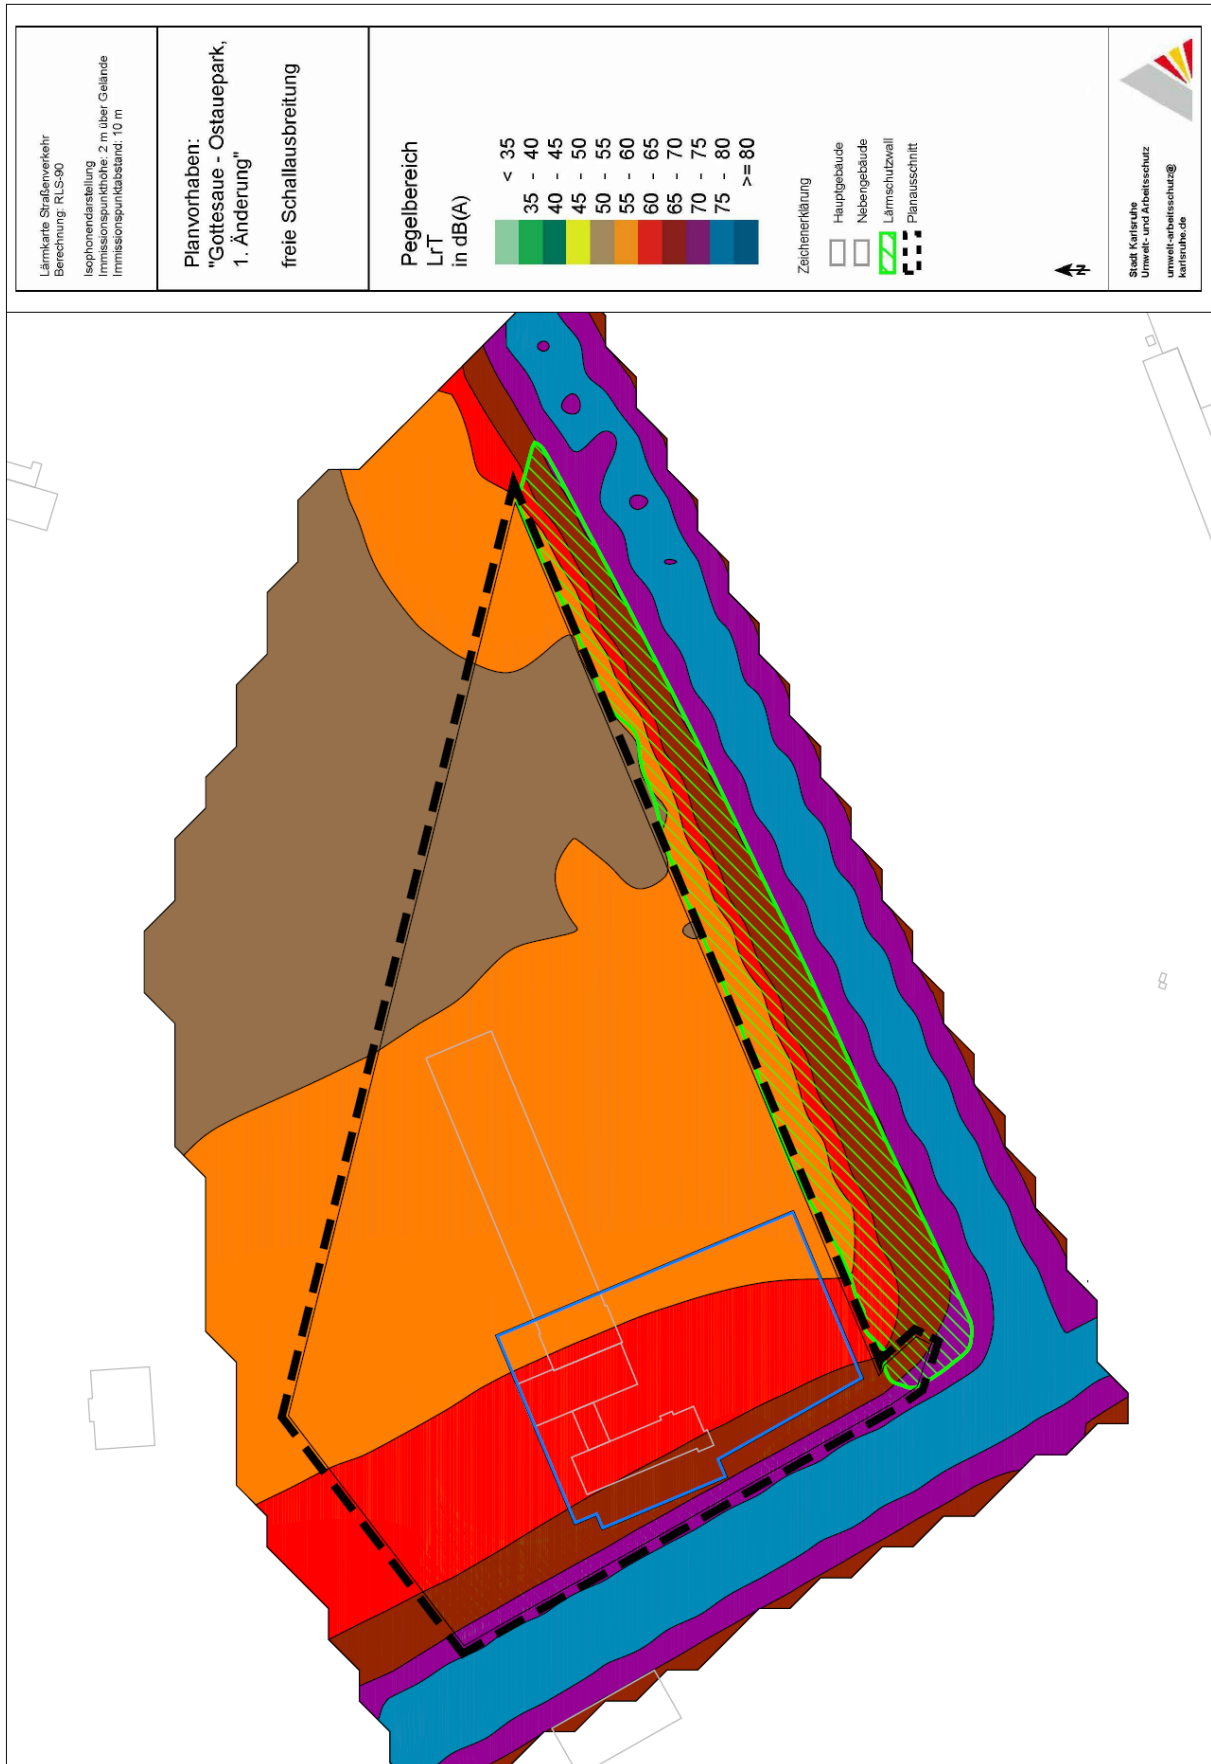 Lärmkarte Straßenverkehr
Berechnung: RLS-90
Isophonendarstellung
Immissionspunkthöhe: 2 m über Gelände
Immissionspunktabstand: 10 m
Planvorhaben:
"Gottesaue - Ostauepark,
1. Änderung"
freie Schallausbreitung
Pegelbereich
LrT
in dB(A)
< 35
35 - 40
40 - 45
45 - 50
50 - 55
55 - 60
60 - 65
65 - 70
70 - 75
75 - 80
>= 80
Zeichenerklärung
Hauptgebäude
Nebengebäude
Lärmschutzwall
Planausschnitt
N
Stadt Karlsruhe
Umwelt- und Arbeitsschutz
umwelt-arbeitsschutz@
karlsruhe.de